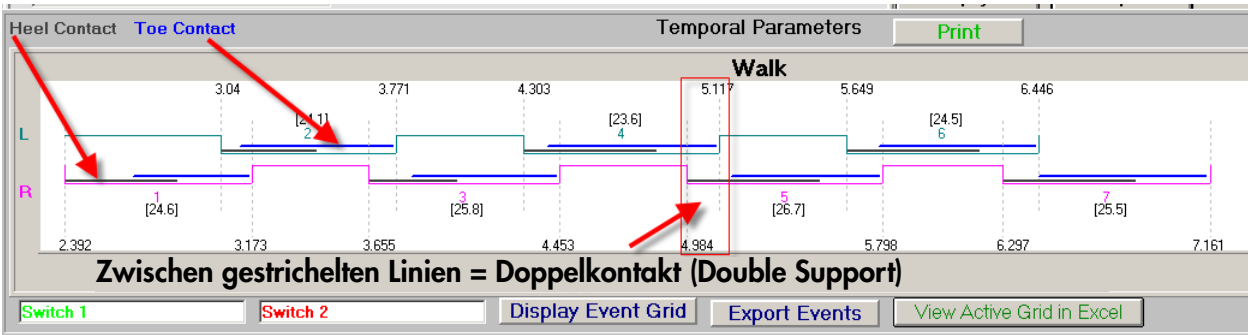 Heel Contact Toe Contact Temporal Parameters Print
Walk
3.04 3.771 4.303 5.117 5.649 6.446
[24.1] [23.6] [24.5]
L 2 4 6
R 1 3 5 7
[24.6] [25.8] [26.7] [25.5]
2.392 3.173 3.655 4.453 4.984 5.798 6.297 7.161
Zwischen gestrichelten Linien = Doppelkontakt (Double Support)
Switch 1 Switch 2 Display Event Grid Export Events View Active Grid in Excel